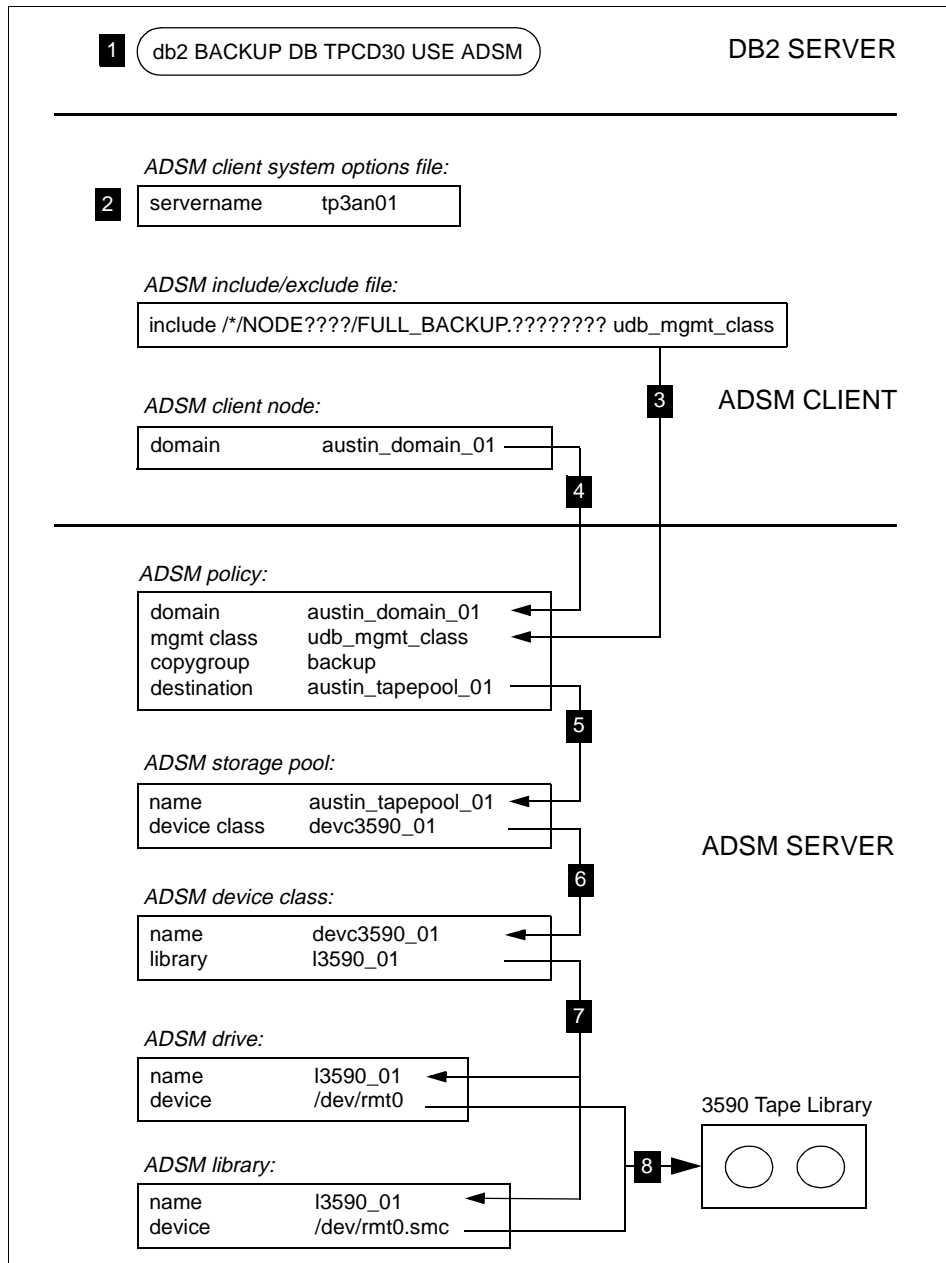 1 db2 BACKUP DB TPCD30 USE ADSM DB2 SERVER
ADSM client system options file:
2 servername tp3an01
ADSM include/exclude file:
include /*/NODE????/FULL_BACKUP.???????? udb_mgmt_class
3 ADSM CLIENT
ADSM client node:
domain austin_domain_01
4
ADSM policy:
domain austin_domain_01
mgmt class udb_mgmt_class
copygroup backup
destination austin_tapepool_01
5
ADSM storage pool:
name austin_tapepool_01
device class devc3590_01
ADSM SERVER
6
ADSM device class:
name devc3590_01
library l3590_01
7
ADSM drive:
name l3590_01
device /dev/rmt0
3590 Tape Library
8
ADSM library:
name l3590_01
device /dev/rmt0.smc